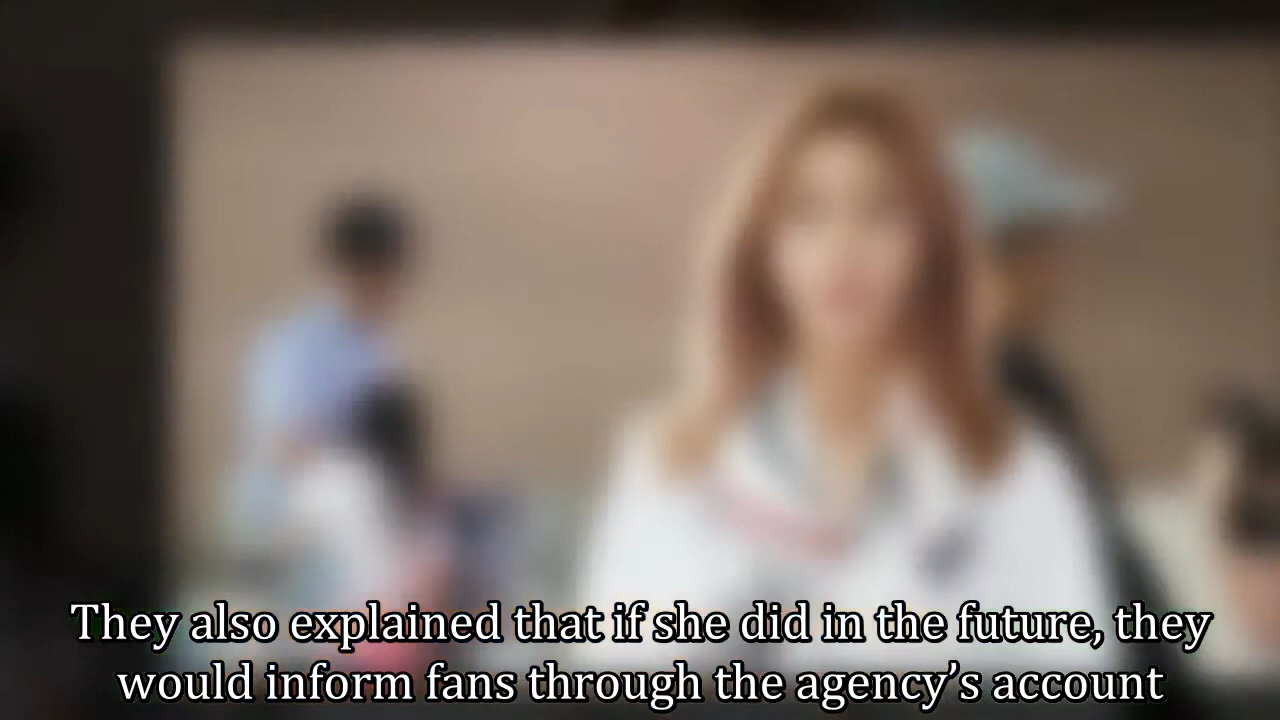 They also explained that if she did in the future, they
would inform fans through the agency’s account